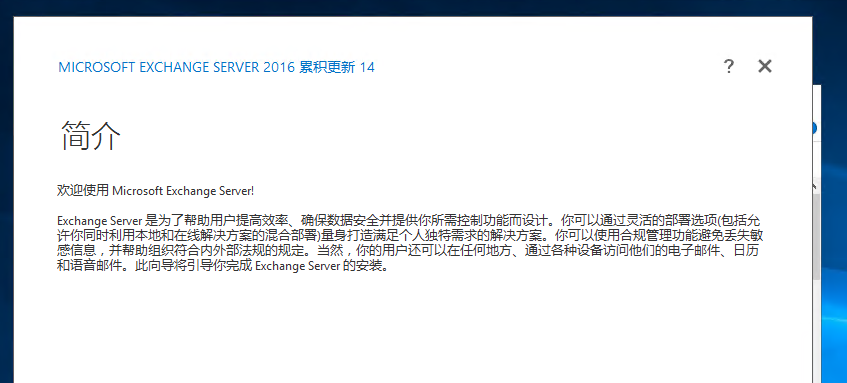 MICROSOFT EXCHANGE SERVER 2016 累积更新 14
?
简介
欢迎使用 Microsoft Exchange Server!
Exchange Server 是为了帮助用户提高效率、确保数据安全并提供你所需控制功能而设计。你可以通过灵活的部署选项(包括允
许你同时利用本地和在线解决方案的混合部署)量身打造满足个人独特需求的解决方案。你可以使用合规管理功能避免丢失敏
感信息，并帮助组织符合内外部法规的规定。当然，你的用户还可以在任何地方、通过各种设备访问他们的电子邮件、日历
和语音邮件。此向导将引导你完成 Exchange Server 的安装。